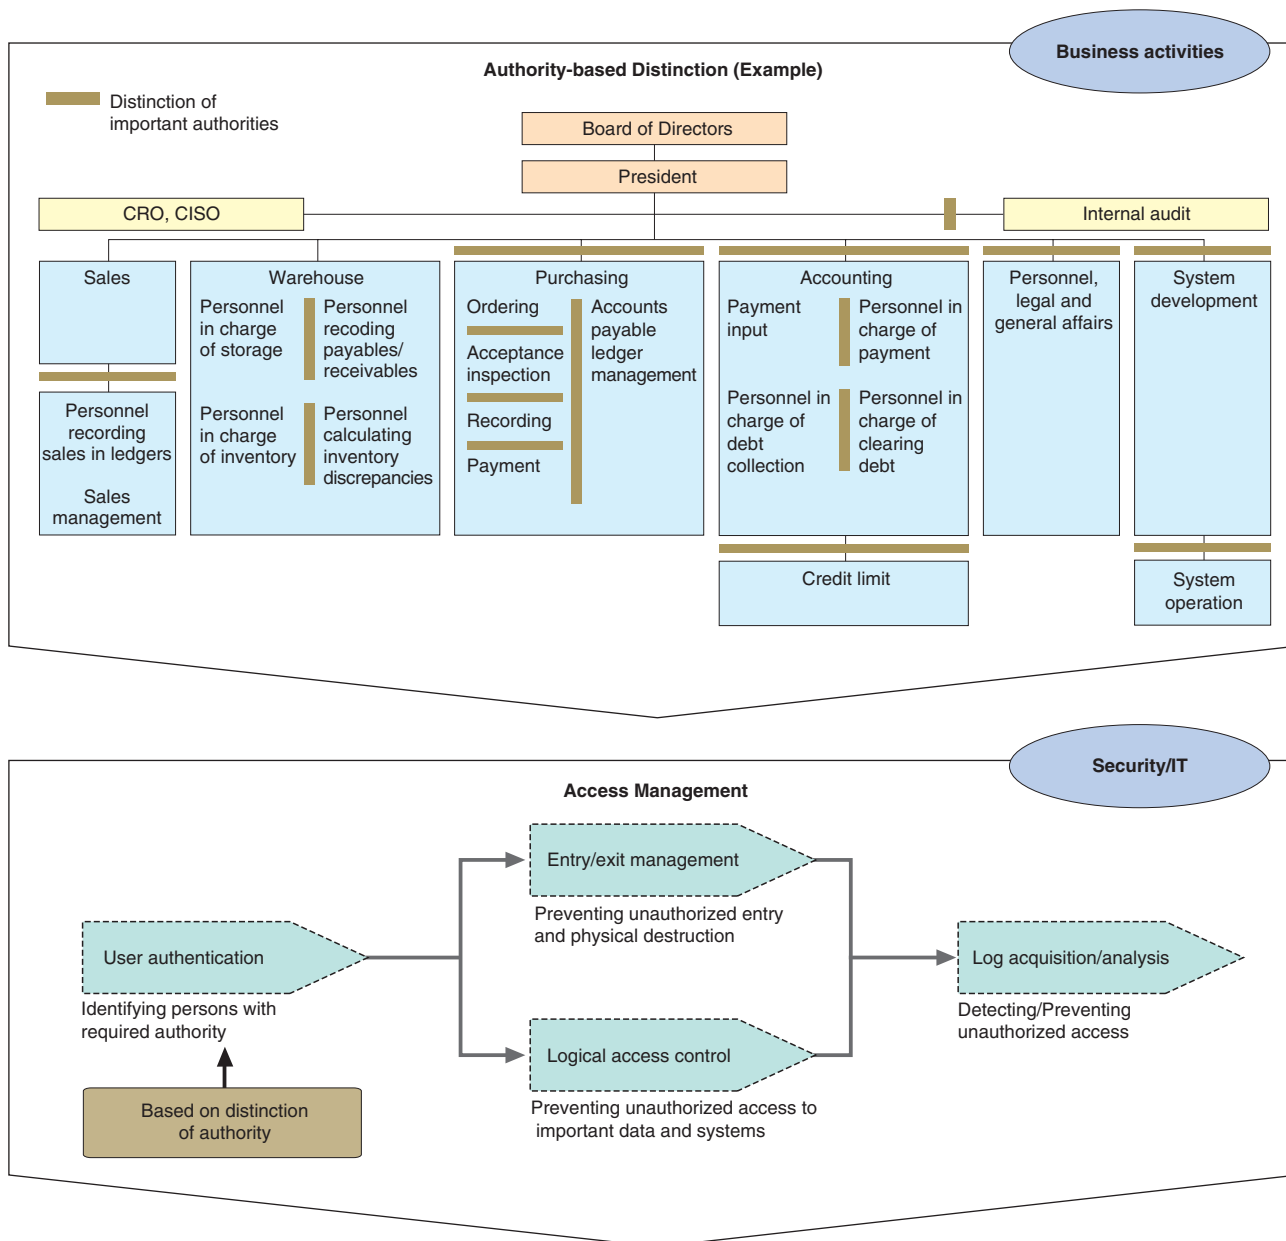 Business activities
Authority-based Distinction (Example)
Distinction of
important authorities
Board of Directors
President
CRO, CISO
Internal audit
Sales
Personnel
recording
sales in ledgers
Sales
management
Warehouse
Personnel
in charge
of storage
Personnel
recoding
payables/
receivables
Personnel
in charge
of inventory
Personnel
calculating
inventory
discrepancies
Purchasing
Ordering
Acceptance
inspection
Recording
Payment
Accounts
payable
ledger
management
Accounting
Payment
input
Personnel in
charge of
payment
Personnel in
charge of
debt
collection
Personnel in
charge of
clearing
debt
Credit limit
Personnel,
legal and
general affairs
System
development
System
operation
Security/IT
Access Management
User authentication
Identifying persons with
required authority
Based on distinction
of authority
Entry/exit management
Preventing unauthorized entry
and physical destruction
Logical access control
Preventing unauthorized access to
important data and systems
Log acquisition/analysis
Detecting/Preventing
unauthorized access